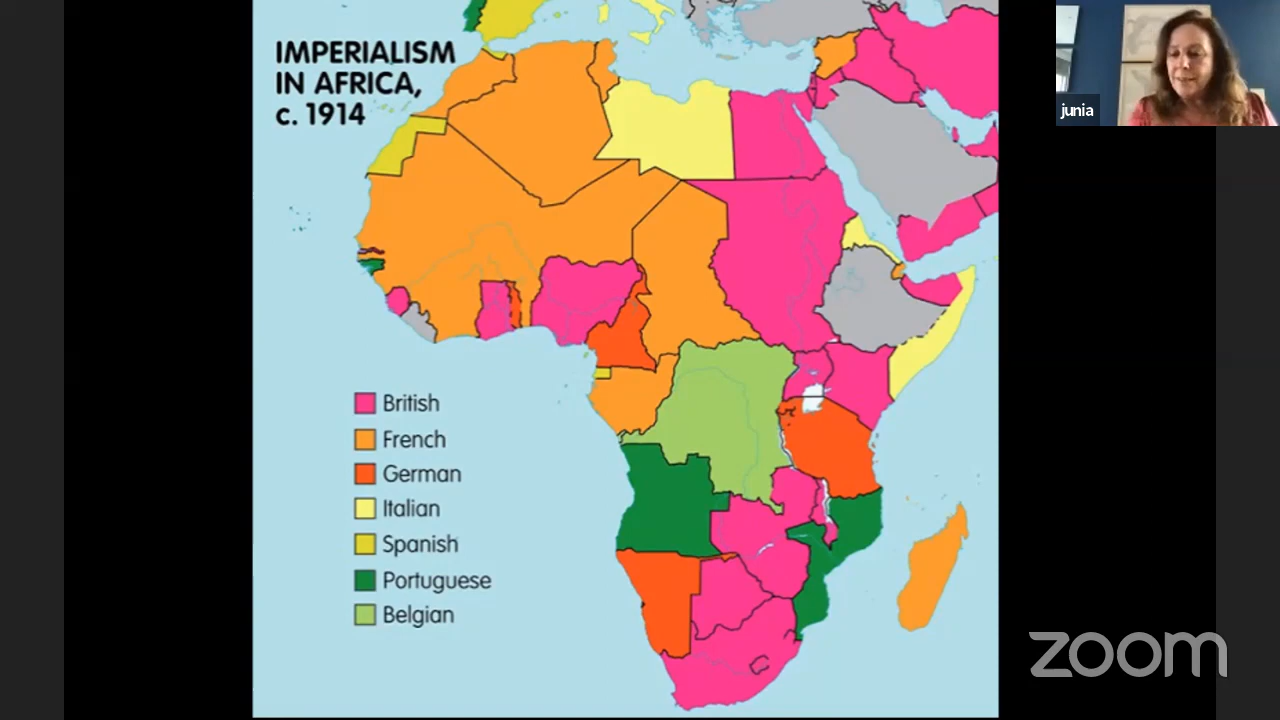 IMPERIALISM
IN AFRICA,
c. 1914
junia
British
French
German
Italian
Spanish
Portuguese
Belgian
zoom